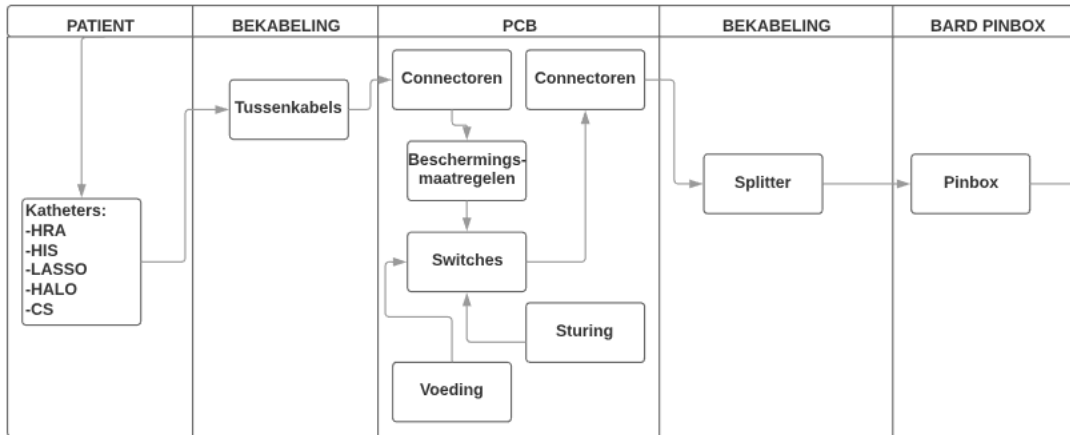 PATIENT
BEKABELING
PCB
BEKABELING
BARD PINBOX
Katheters:
-HRA
-HIS
-LASSO
-HALO
-CS
Tussenkabels
Connectoren
Beschermings-
maatregelen
Switches
Sturing
Voeding
Connectoren
Splitter
Pinbox